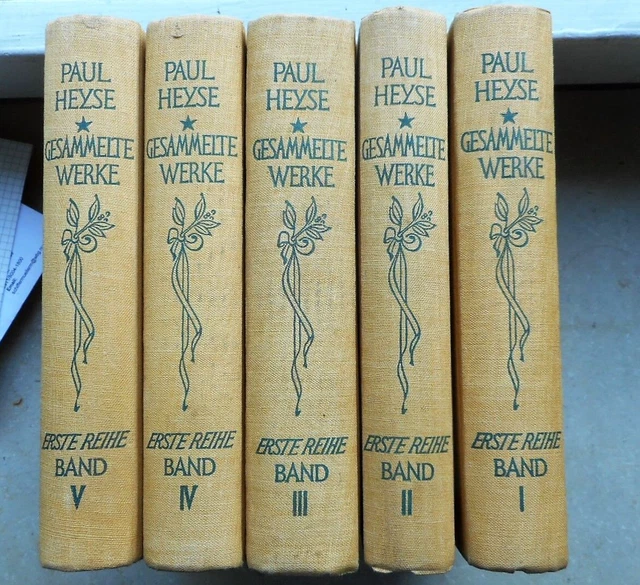 PAUL
HEYSE
★
GESAMMELTE
WERKE
ERSTE REIHE
BAND
V
PAUL
HEYSE
★
GESAMMELTE
WERKE
ERSTE REIHE
BAND
IV
PAUL
HEYSE
★
GESAMMELTE
WERKE
ERSTE REIHE
BAND
III
PAUL
HEYSE
★
GESAMMELTE
WERKE
ERSTE REIHE
BAND
II
PAUL
HEYSE
★
GESAMMELTE
WERKE
ERSTE REIHE
BAND
I